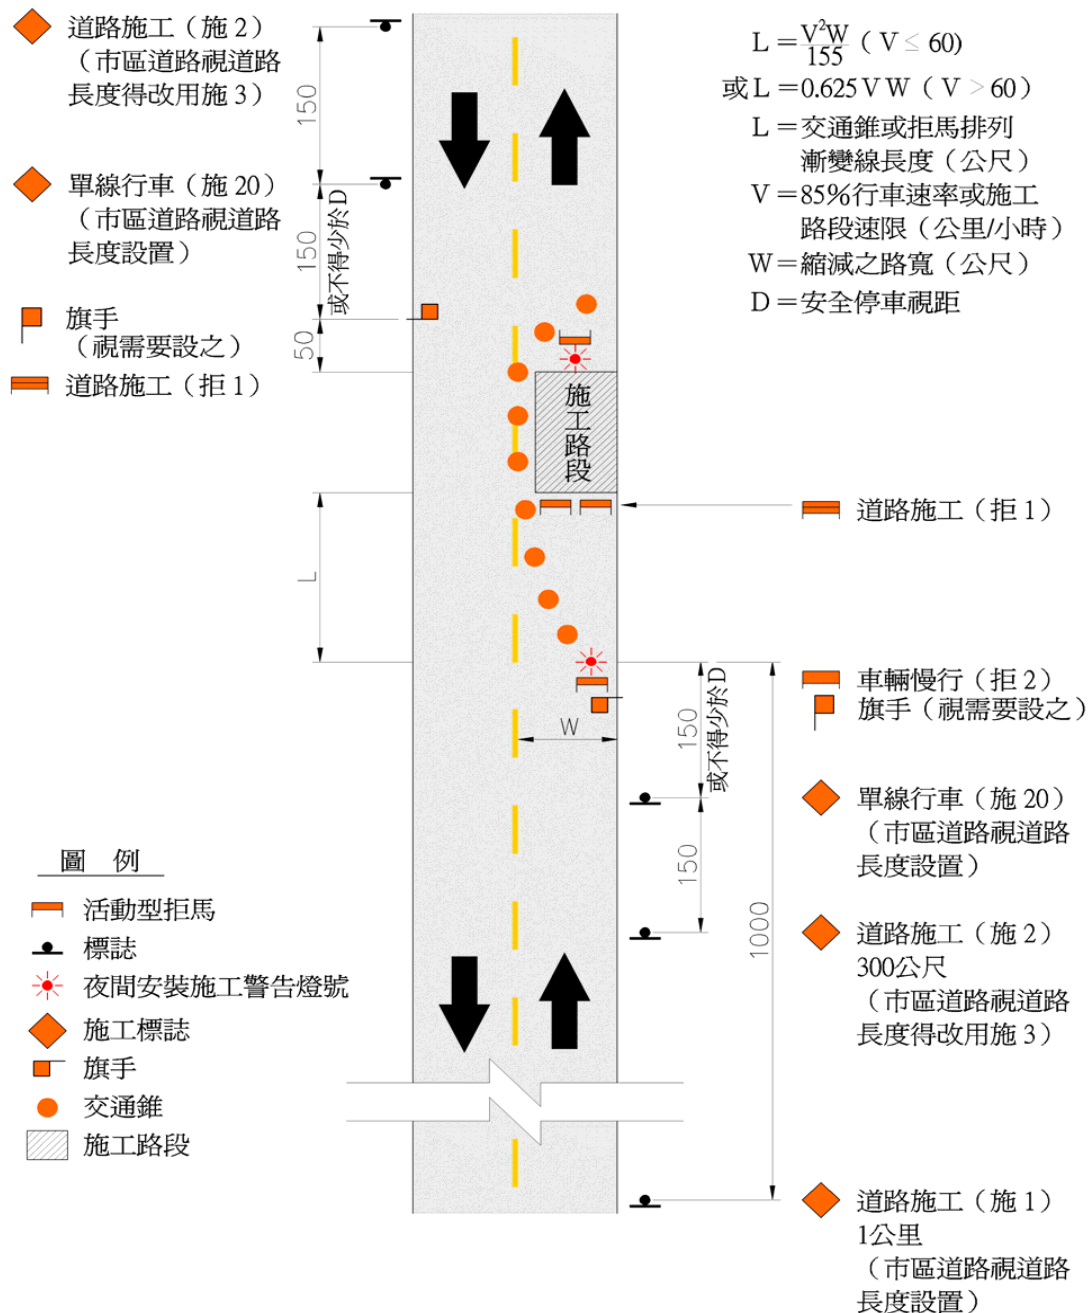 道路施工（施 2）
（市區道路視道路
長度得改用施 3）
單線行車（施 20）
（市區道路視道路
長度設置）
旗手
（視需要設之）
道路施工（拒 1）
150
150
或不得少於D
50
L
L＝V²W/155（V ≤ 60）
或 L＝0.625 V W（V > 60）
L＝交通錐或拒馬排列
漸變線長度（公尺）
V＝85%行車速率或施工
路段速限（公里/小時）
W＝縮減之路寬（公尺）
D＝安全停車視距
施工路段
道路施工（拒 1）
W
150
或不得少於D
150
1000
車輛慢行（拒 2）
旗手（視需要設之）
單線行車（施 20）
（市區道路視道路
長度設置）
道路施工（施 2）
300公尺
（市區道路視道路
長度得改用施 3）
道路施工（施 1）
1公里
（市區道路視道路
長度設置）
圖 例
活動型拒馬
標誌
夜間安裝施工警告燈號
施工標誌
旗手
交通錐
施工路段